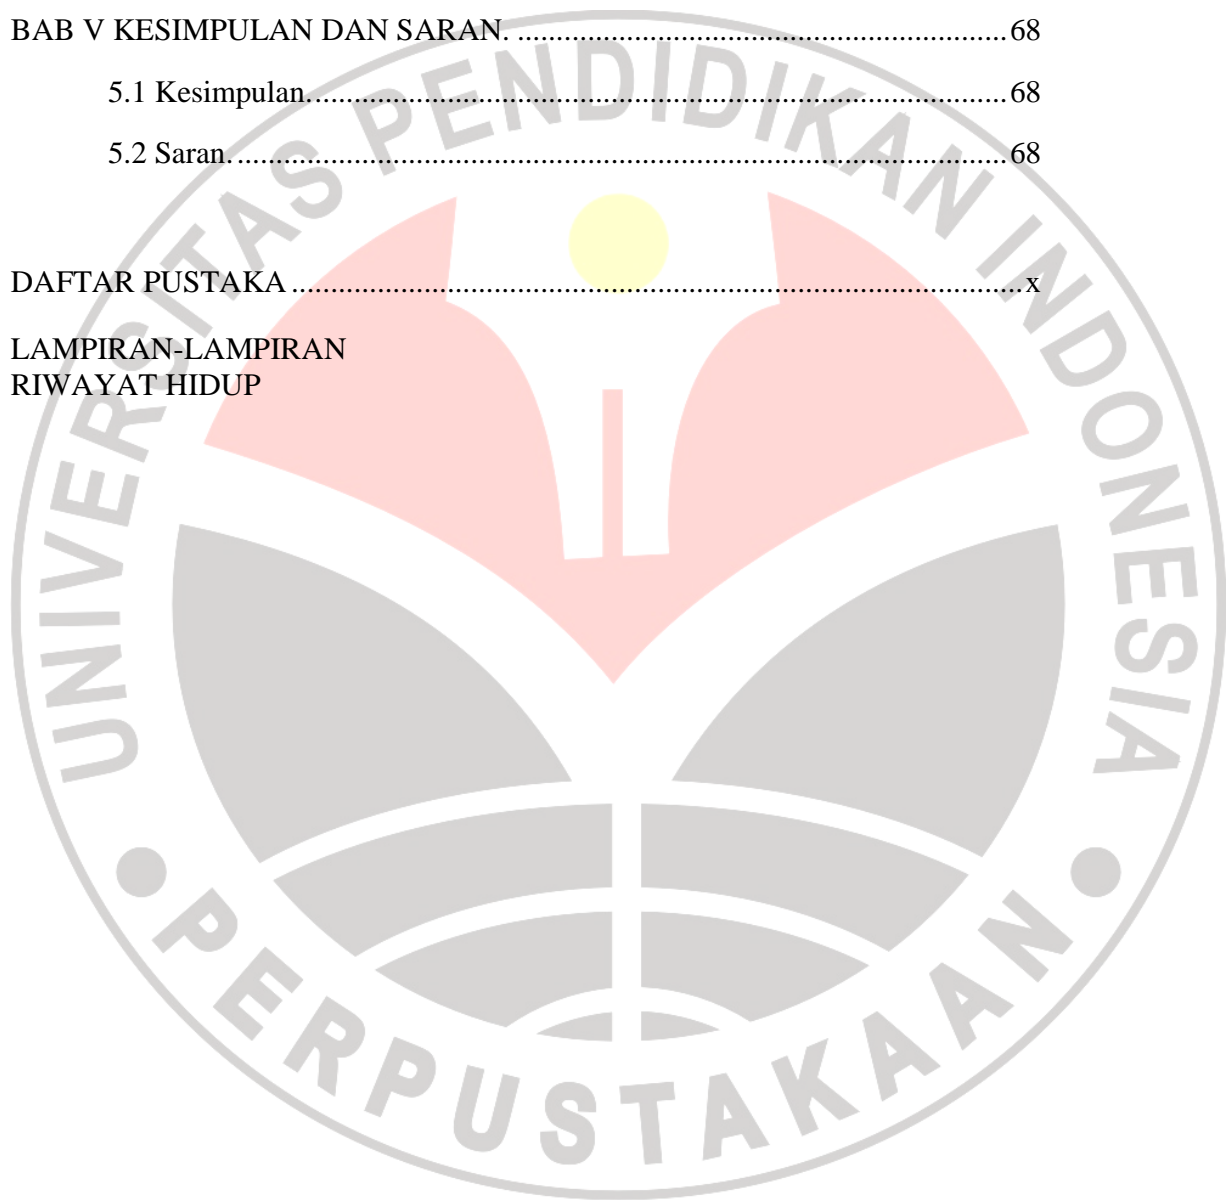 BAB V KESIMPULAN DAN SARAN. ........................................................ 68
5.1 Kesimpulan................................................................................ 68
5.2 Saran. ........................................................................................ 68
DAFTAR PUSTAKA .................................................................................... x
LAMPIRAN-LAMPIRAN
RIWAYAT HIDUP
UNIVERSITAS PENDIDIKAN INDONESIA
PERPUSTAKAAN